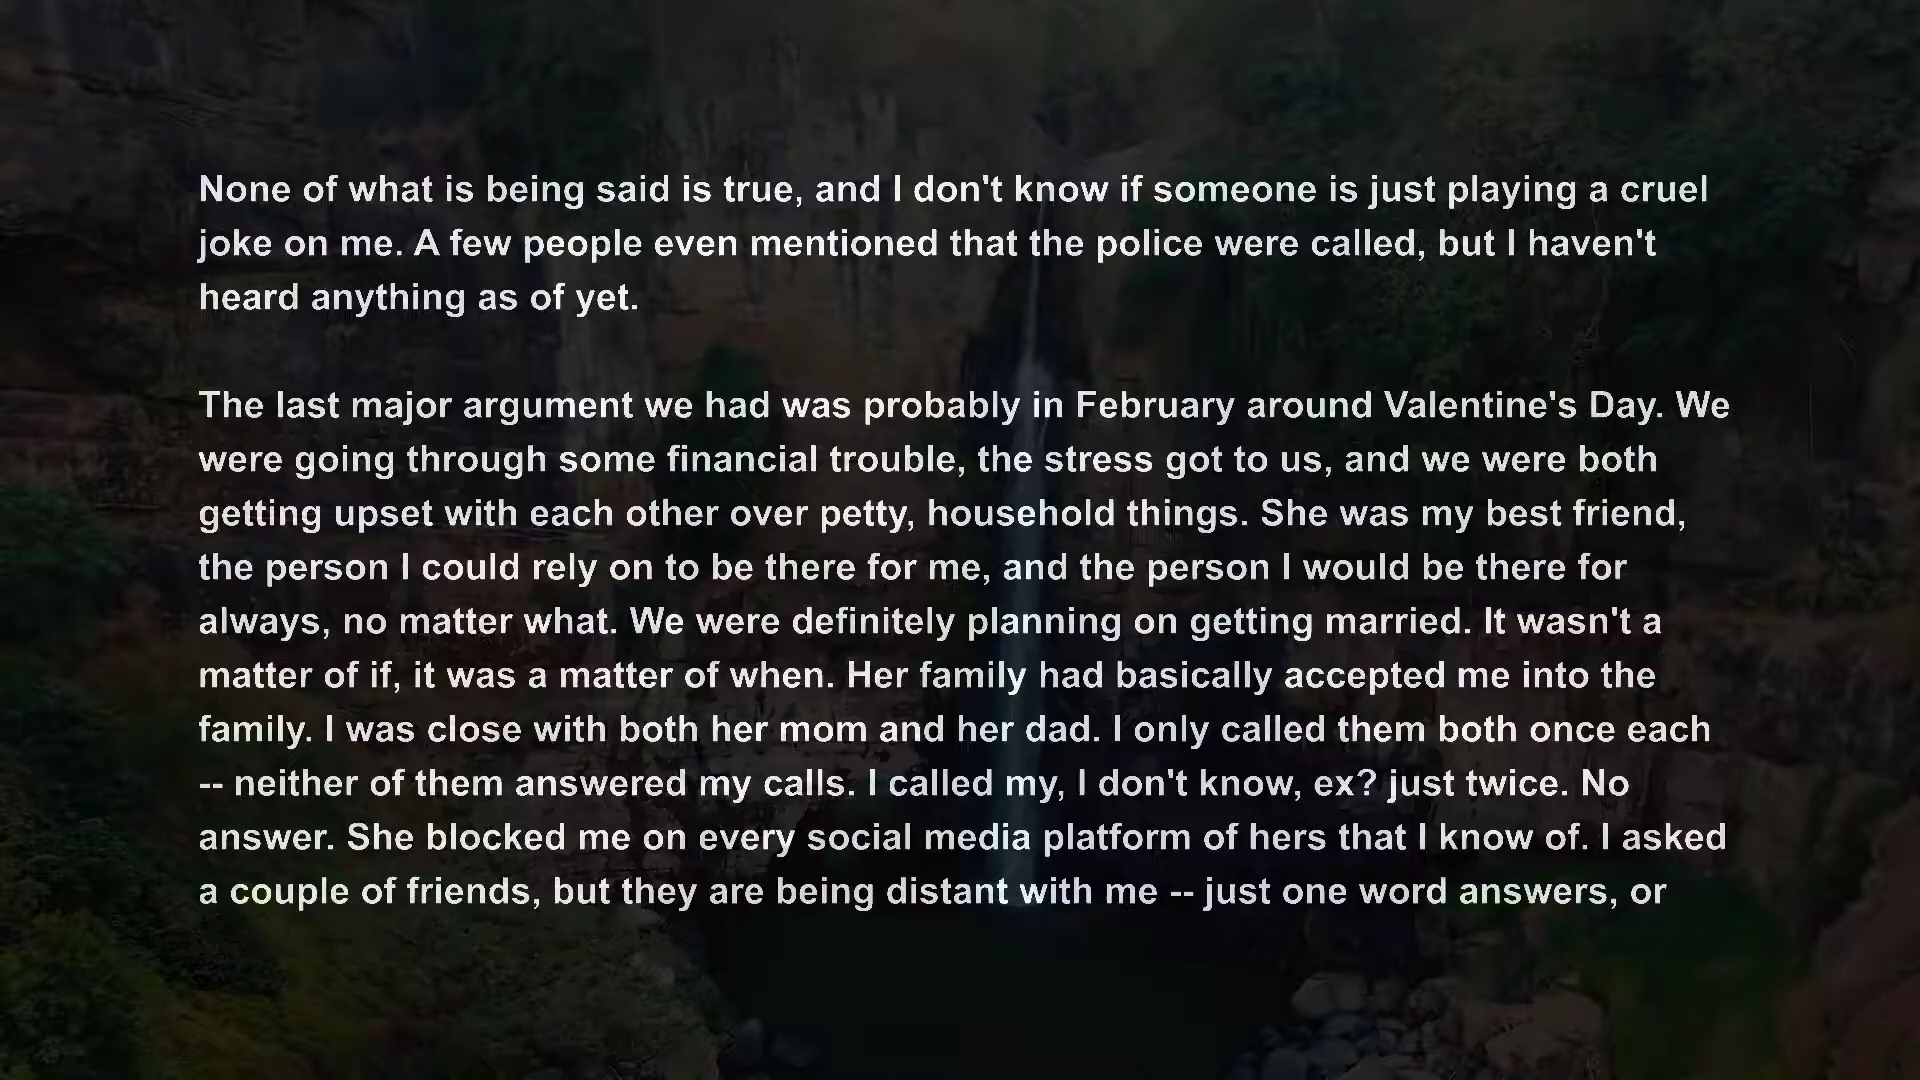 None of what is being said is true, and I don't know if someone is just playing a cruel
joke on me. A few people even mentioned that the police were called, but I haven't
heard anything as of yet.
The last major argument we had was probably in February around Valentine's Day. We
were going through some financial trouble, the stress got to us, and we were both
getting upset with each other over petty, household things. She was my best friend,
the person I could rely on to be there for me, and the person I would be there for
always, no matter what. We were definitely planning on getting married. It wasn't a
matter of if, it was a matter of when. Her family had basically accepted me into the
family. I was close with both her mom and her dad. I only called them both once each
-- neither of them answered my calls. I called my, I don't know, ex? just twice. No
answer. She blocked me on every social media platform of hers that I know of. I asked
a couple of friends, but they are being distant with me -- just one word answers, or